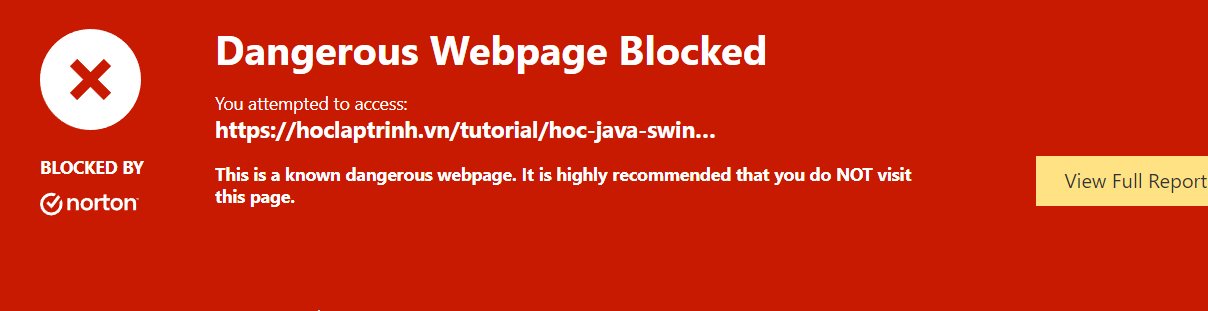 Dangerous Webpage Blocked
You attempted to access:
https://hoclaptrinh.vn/tutorial/hoc-java-swin...
BLOCKED BY
norton
This is a known dangerous webpage. It is highly recommended that you do NOT visit
this page.
View Full Report